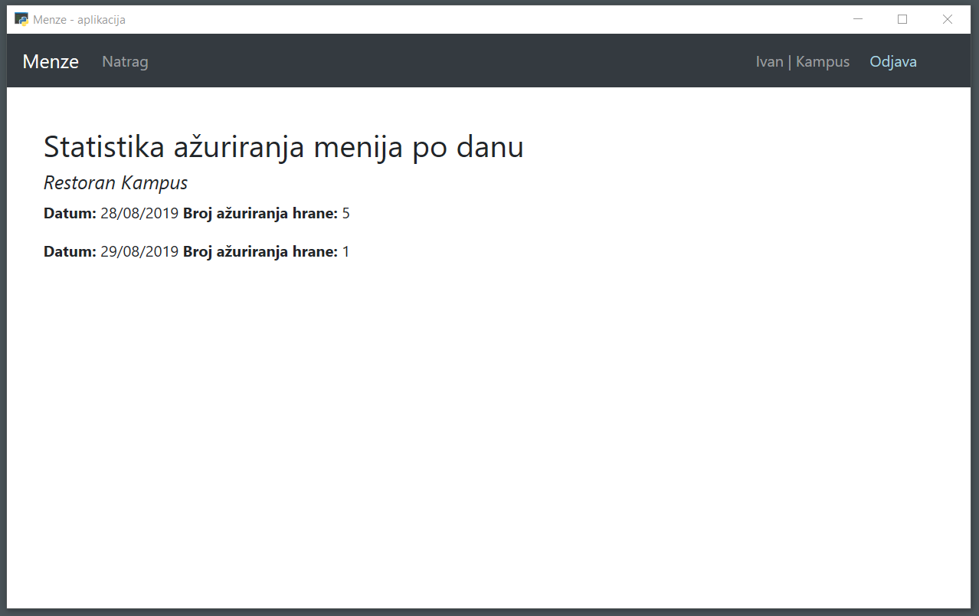 Menze - aplikacija
Menze Natrag Ivan | Kampus Odjava
Statistika ažuriranja menija po danu
Restoran Kampus
Datum: 28/08/2019 Broj ažuriranja hrane: 5
Datum: 29/08/2019 Broj ažuriranja hrane: 1